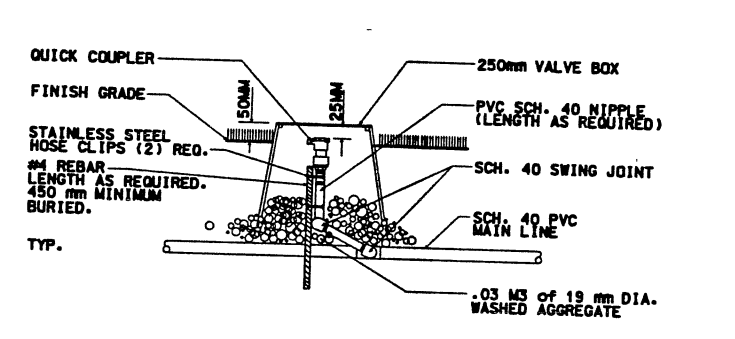 QUICK COUPLER
FINISH GRADE
STAINLESS STEEL
HOSE CLIPS (2) REQ.
#4 REBAR
LENGTH AS REQUIRED.
450 mm MINIMUM
BURIED.
TYP.
50MM
25MM
250mm VALVE BOX
PVC SCH. 40 NIPPLE
(LENGTH AS REQUIRED)
SCH. 40 SWING JOINT
SCH. 40 PVC
MAIN LINE
.03 M3 of 19 mm DIA.
WASHED AGGREGATE